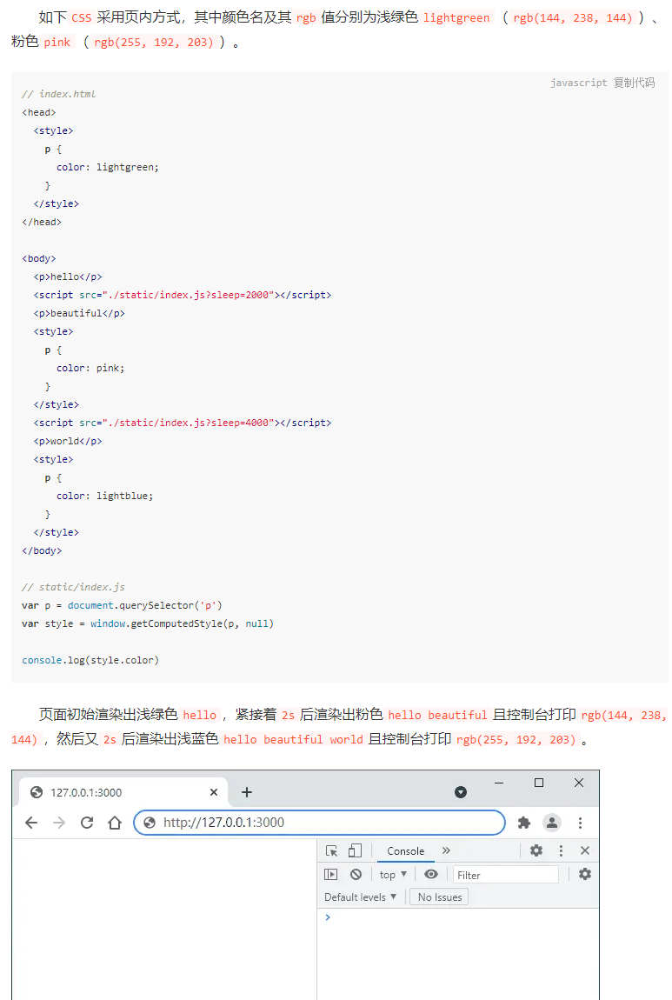 如下 CSS 采用页内方式，其中颜色名及其 rgb 值分别为浅绿色 lightgreen （ rgb(144, 238, 144) ）、
粉色 pink （ rgb(255, 192, 203) ）。
javascript 复制代码
// index.html
<head>
  <style>
    p {
      color: lightgreen;
    }
  </style>
</head>

<body>
  <p>hello</p>
  <script src="./static/index.js?sleep=2000"></script>
  <p>beautiful</p>
  <style>
    p {
      color: pink;
    }
  </style>
  <script src="./static/index.js?sleep=4000"></script>
  <p>world</p>
  <style>
    p {
      color: lightblue;
    }
  </style>
</body>

// static/index.js
var p = document.querySelector('p')
var style = window.getComputedStyle(p, null)

console.log(style.color)
页面初始渲染出浅绿色 hello ，紧接着 2s 后渲染出粉色 hello beautiful 且控制台打印 rgb(144, 238,
144) ，然后又 2s 后渲染出浅蓝色 hello beautiful world 且控制台打印 rgb(255, 192, 203) 。
127.0.0.1:3000
http://127.0.0.1:3000
Console
top
Filter
Default levels
No Issues